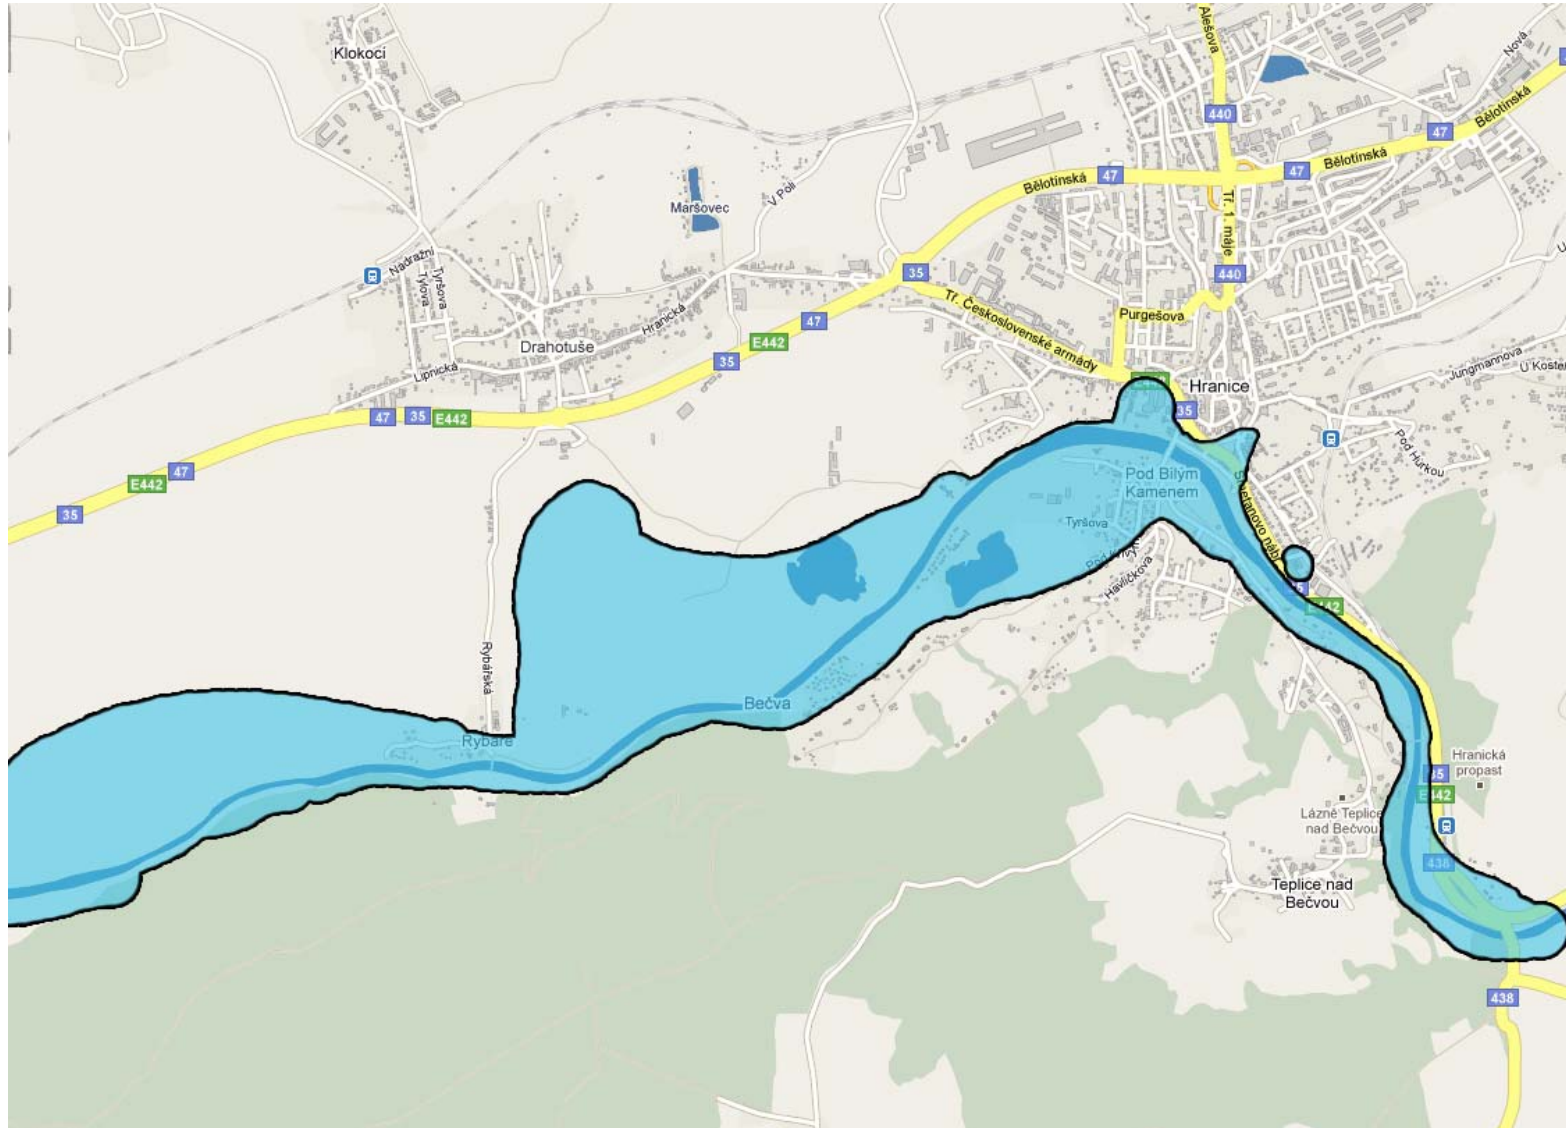 Alešova
Nová
Klokočí
440
47
Bělotínská
47
Bělotínská
47
Bělotínská
Maršovec
V Poli
Tř. 1. máje
Nádražní
Tyršova
Tylova
35
440
Tř. Československé armády
Purgešova
Hranická
47
E442
Drahotuše
35
Lipnická
Jungmannova
Hranice
35
47
35
E442
Pod Hůrkou
47
E442
35
Pod Bílým
Kamenem
Tyršova
Havlíčkova
E442
Rybářská
Bečva
Rybáře
Hranická
propast
35
E442
Lázně Teplice
nad Bečvou
438
Teplice nad
Bečvou
438